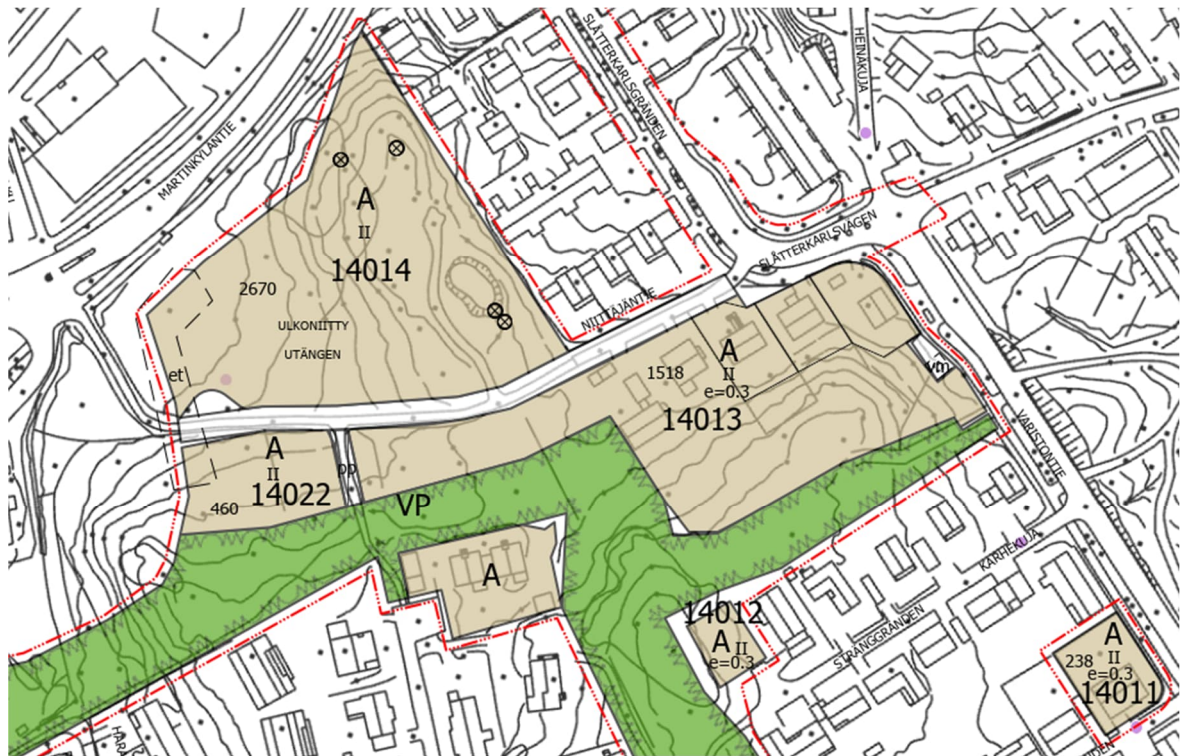 SLÅTTERKARLSGRÄNDEN
HEINÄKUJA
MARTINKYLÄNTIE
A
II
14014
2670
ULKONIITTY
UTÄNGEN
SLÅTTERKARLSVÄGEN
NIITTÄJÄNTIE
et
A
II
e=0.3
1518
14013
vm
VARISTONTIE
A
II
14022
460
pp
VP
A
KARHEKUJA
14012
A II
e=0.3
STRÄNGGRÄNDEN
A
II
238
e=0.3
14011